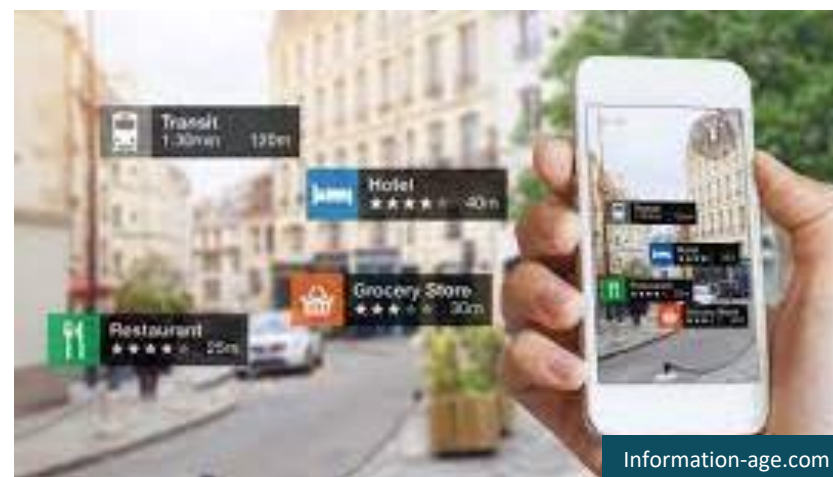 Transit
1.30min 120m
Hotel
40m
Grocery Store
30m
Restaurant
25m
Information-age.com